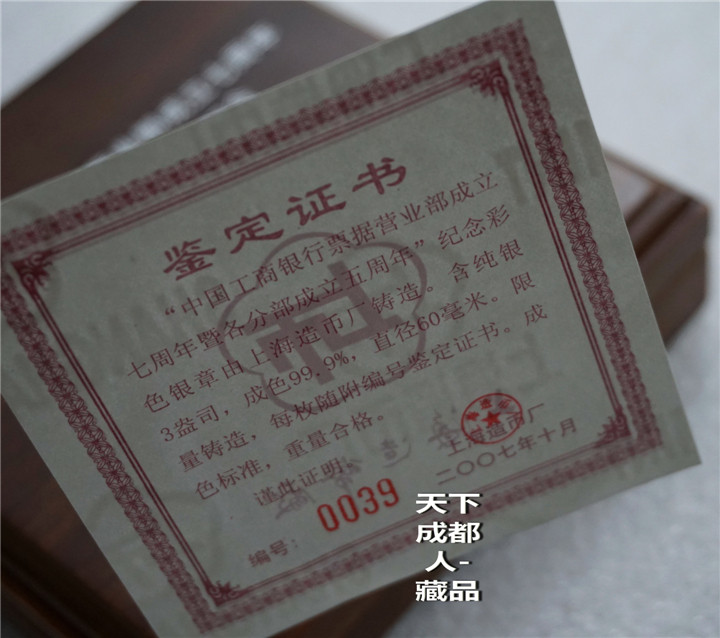 鉴定证书
“中国工商银行票据营业部成立
七周年暨各分部成立五周年”纪念彩
色银章由上海造币厂铸造。含纯银
3盎司，成色99.9%，直径60毫米。限
量铸造，每枚随附编号鉴定证书。成
色标准，重量合格。
谨此证明。
上海造币厂
二〇〇七年十月
编号：
0039
天下
成都
人-
藏品